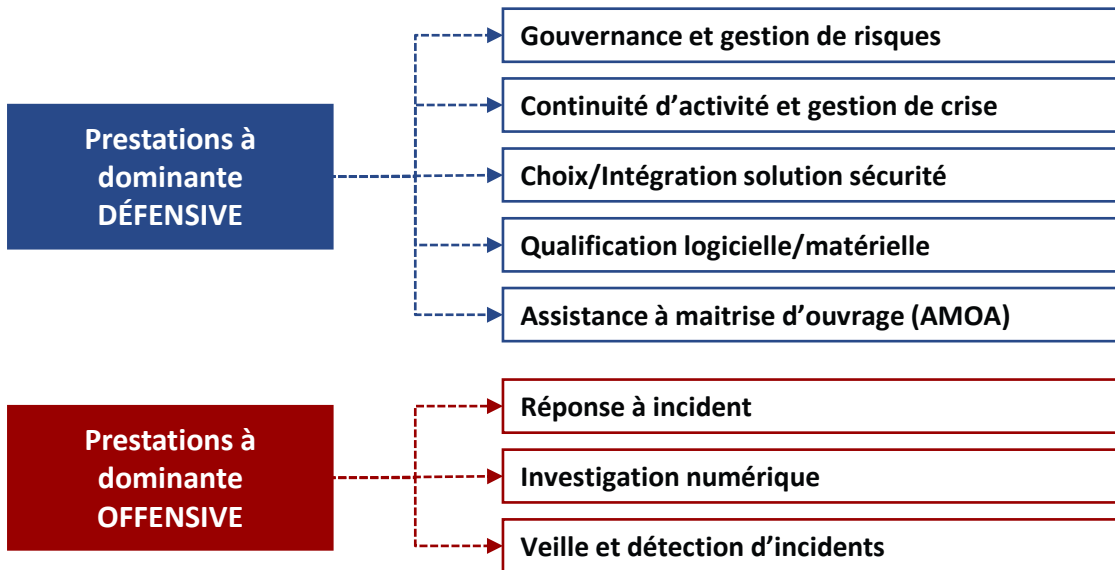 Prestations à
dominante
DÉFENSIVE
Gouvernance et gestion de risques
Continuité d'activité et gestion de crise
Choix/Intégration solution sécurité
Qualification logicielle/matérielle
Assistance à maitrise d'ouvrage (AMOA)
Prestations à
dominante
OFFENSIVE
Réponse à incident
Investigation numérique
Veille et détection d'incidents